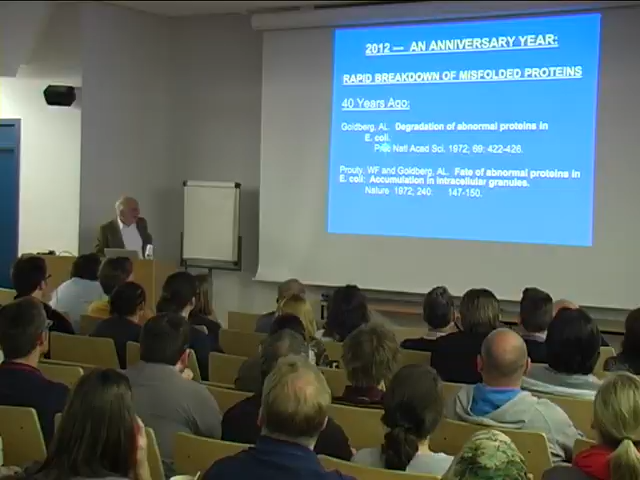 2012 — AN ANNIVERSARY YEAR:
RAPID BREAKDOWN OF MISFOLDED PROTEINS
40 Years Ago:
Goldberg, AL. Degradation of abnormal proteins in
E. coli.
Proc Natl Acad Sci. 1972; 69: 422-426.
Prouty, WF and Goldberg, AL. Fate of abnormal proteins in
E. coli: Accumulation in intracellular granules.
Nature 1972; 240: 147-150.